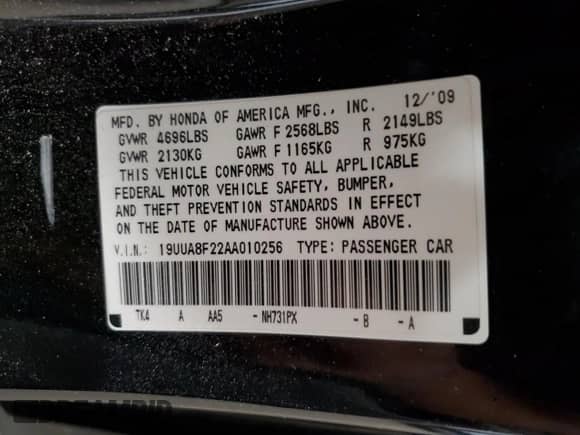 MFD. BY HONDA OF AMERICA MFG., INC. 12/'09
GVWR 4696LBS GAWR F 2568LBS R 2149LBS
GVWR 2130KG GAWR F 1165KG R 975KG
THIS VEHICLE CONFORMS TO ALL APPLICABLE
FEDERAL MOTOR VEHICLE SAFETY, BUMPER,
AND THEFT PREVENTION STANDARDS IN EFFECT
ON THE DATE OF MANUFACTURE SHOWN ABOVE.
V.I.N.: 19UUA8F22AA010256 TYPE: PASSENGER CAR
TK4 A AA5 - NH731PX - B - A